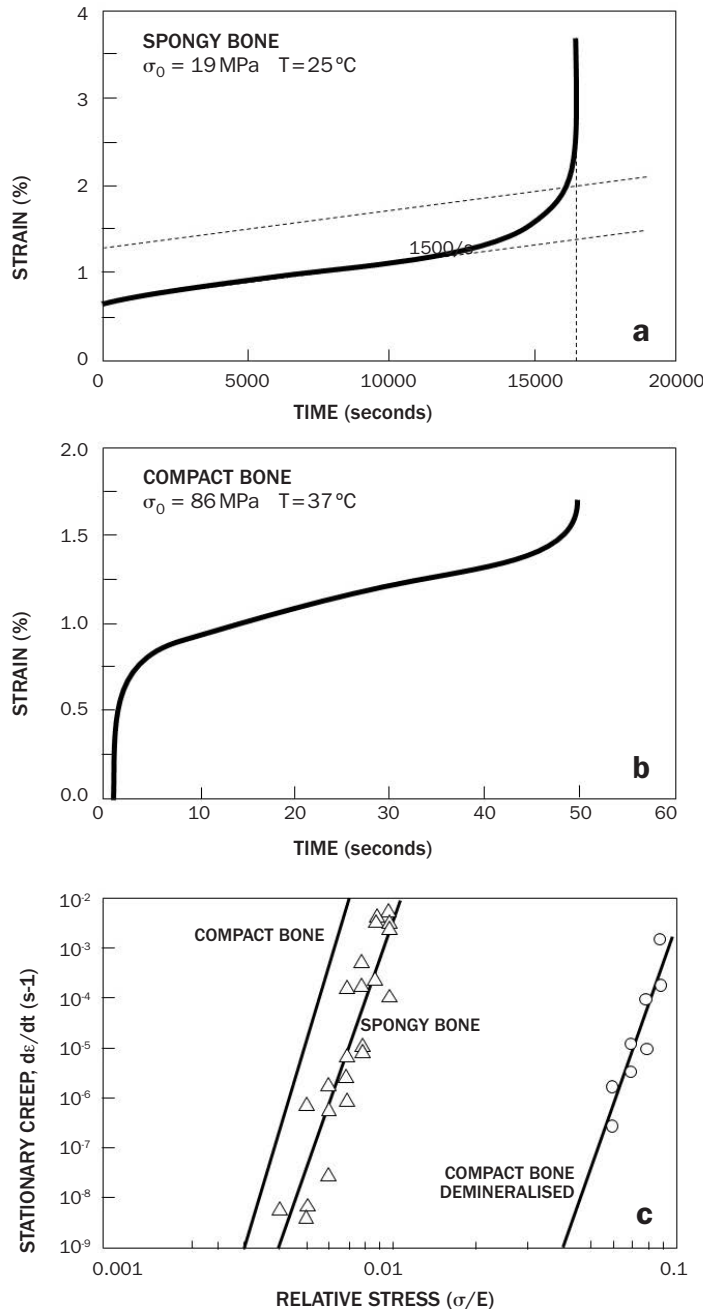 4
SPONGY BONE
σ0 = 19 MPa T = 25 ºC
3
STRAIN (%)
2
1500/s
1
a
0
0 5000 10000 15000 20000
TIME (seconds)
2.0
COMPACT BONE
σ0 = 86 MPa T = 37 ºC
1.5
STRAIN (%)
1.0
0.5
b
0.0
0 10 20 30 40 50 60
TIME (seconds)
10-2
COMPACT BONE
10-3
STATIONARY CREEP, dε/dt (s-1)
10-4
SPONGY BONE
10-5
10-6
10-7
COMPACT BONE
DEMINERALISED
10-8
c
10-9
0.001 0.01 0.1
RELATIVE STRESS (σ/E)